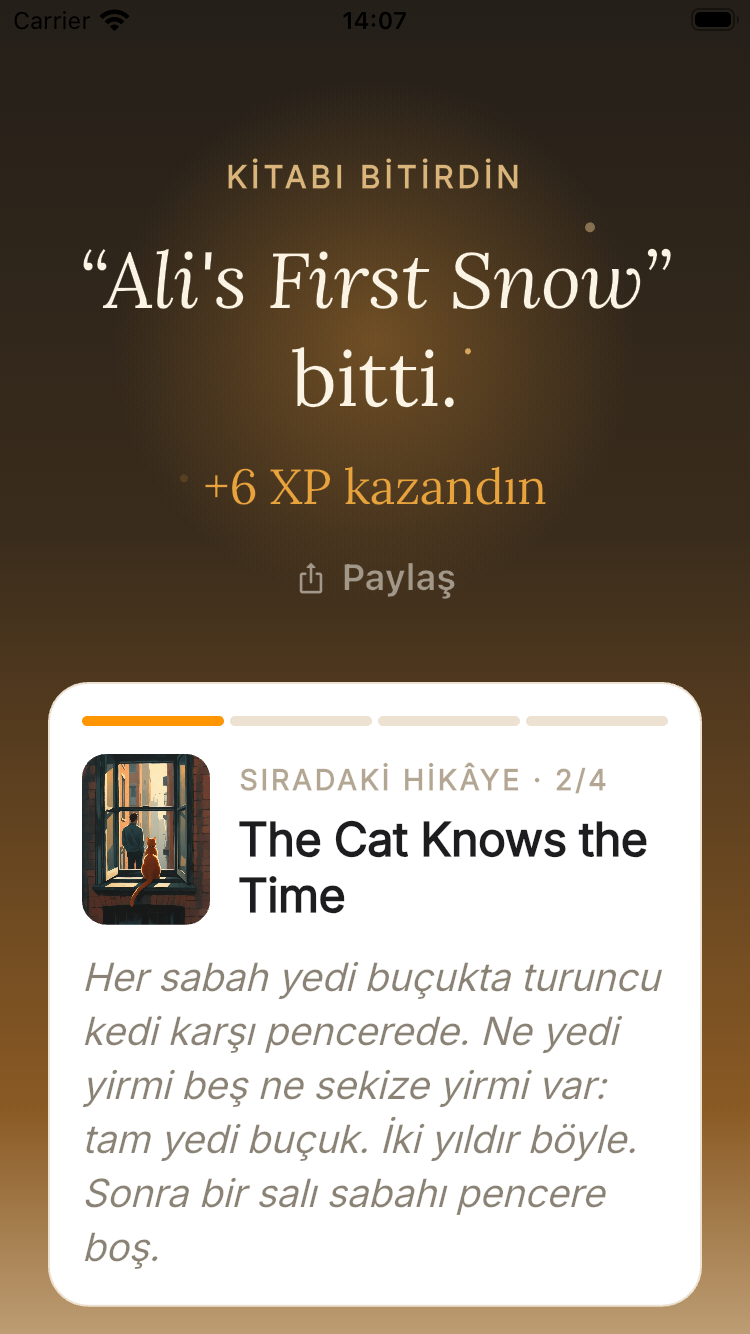 Carrier
14:07
KİTABI BİTİRDİN
“Ali's First Snow”
bitti.
+6 XP kazandın
Paylaş
SIRADAKİ HİKÂYE · 2/4
The Cat Knows the
Time
Her sabah yedi buçukta turuncu
kedi karşı pencerede. Ne yedi
yirmi beş ne sekize yirmi var:
tam yedi buçuk. İki yıldır böyle.
Sonra bir salı sabahı pencere
boş.